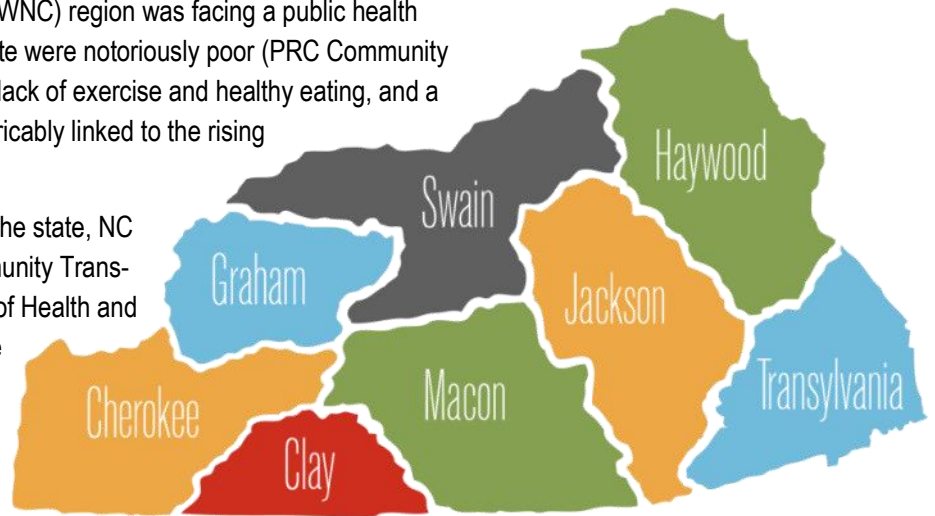 WNC) region was facing a public health
te were notoriously poor (PRC Community
lack of exercise and healthy eating, and a
ricably linked to the rising
he state, NC
munity Trans-
of Health and
Haywood
Swain
Graham
Jackson
Transylvania
Cherokee
Macon
Clay